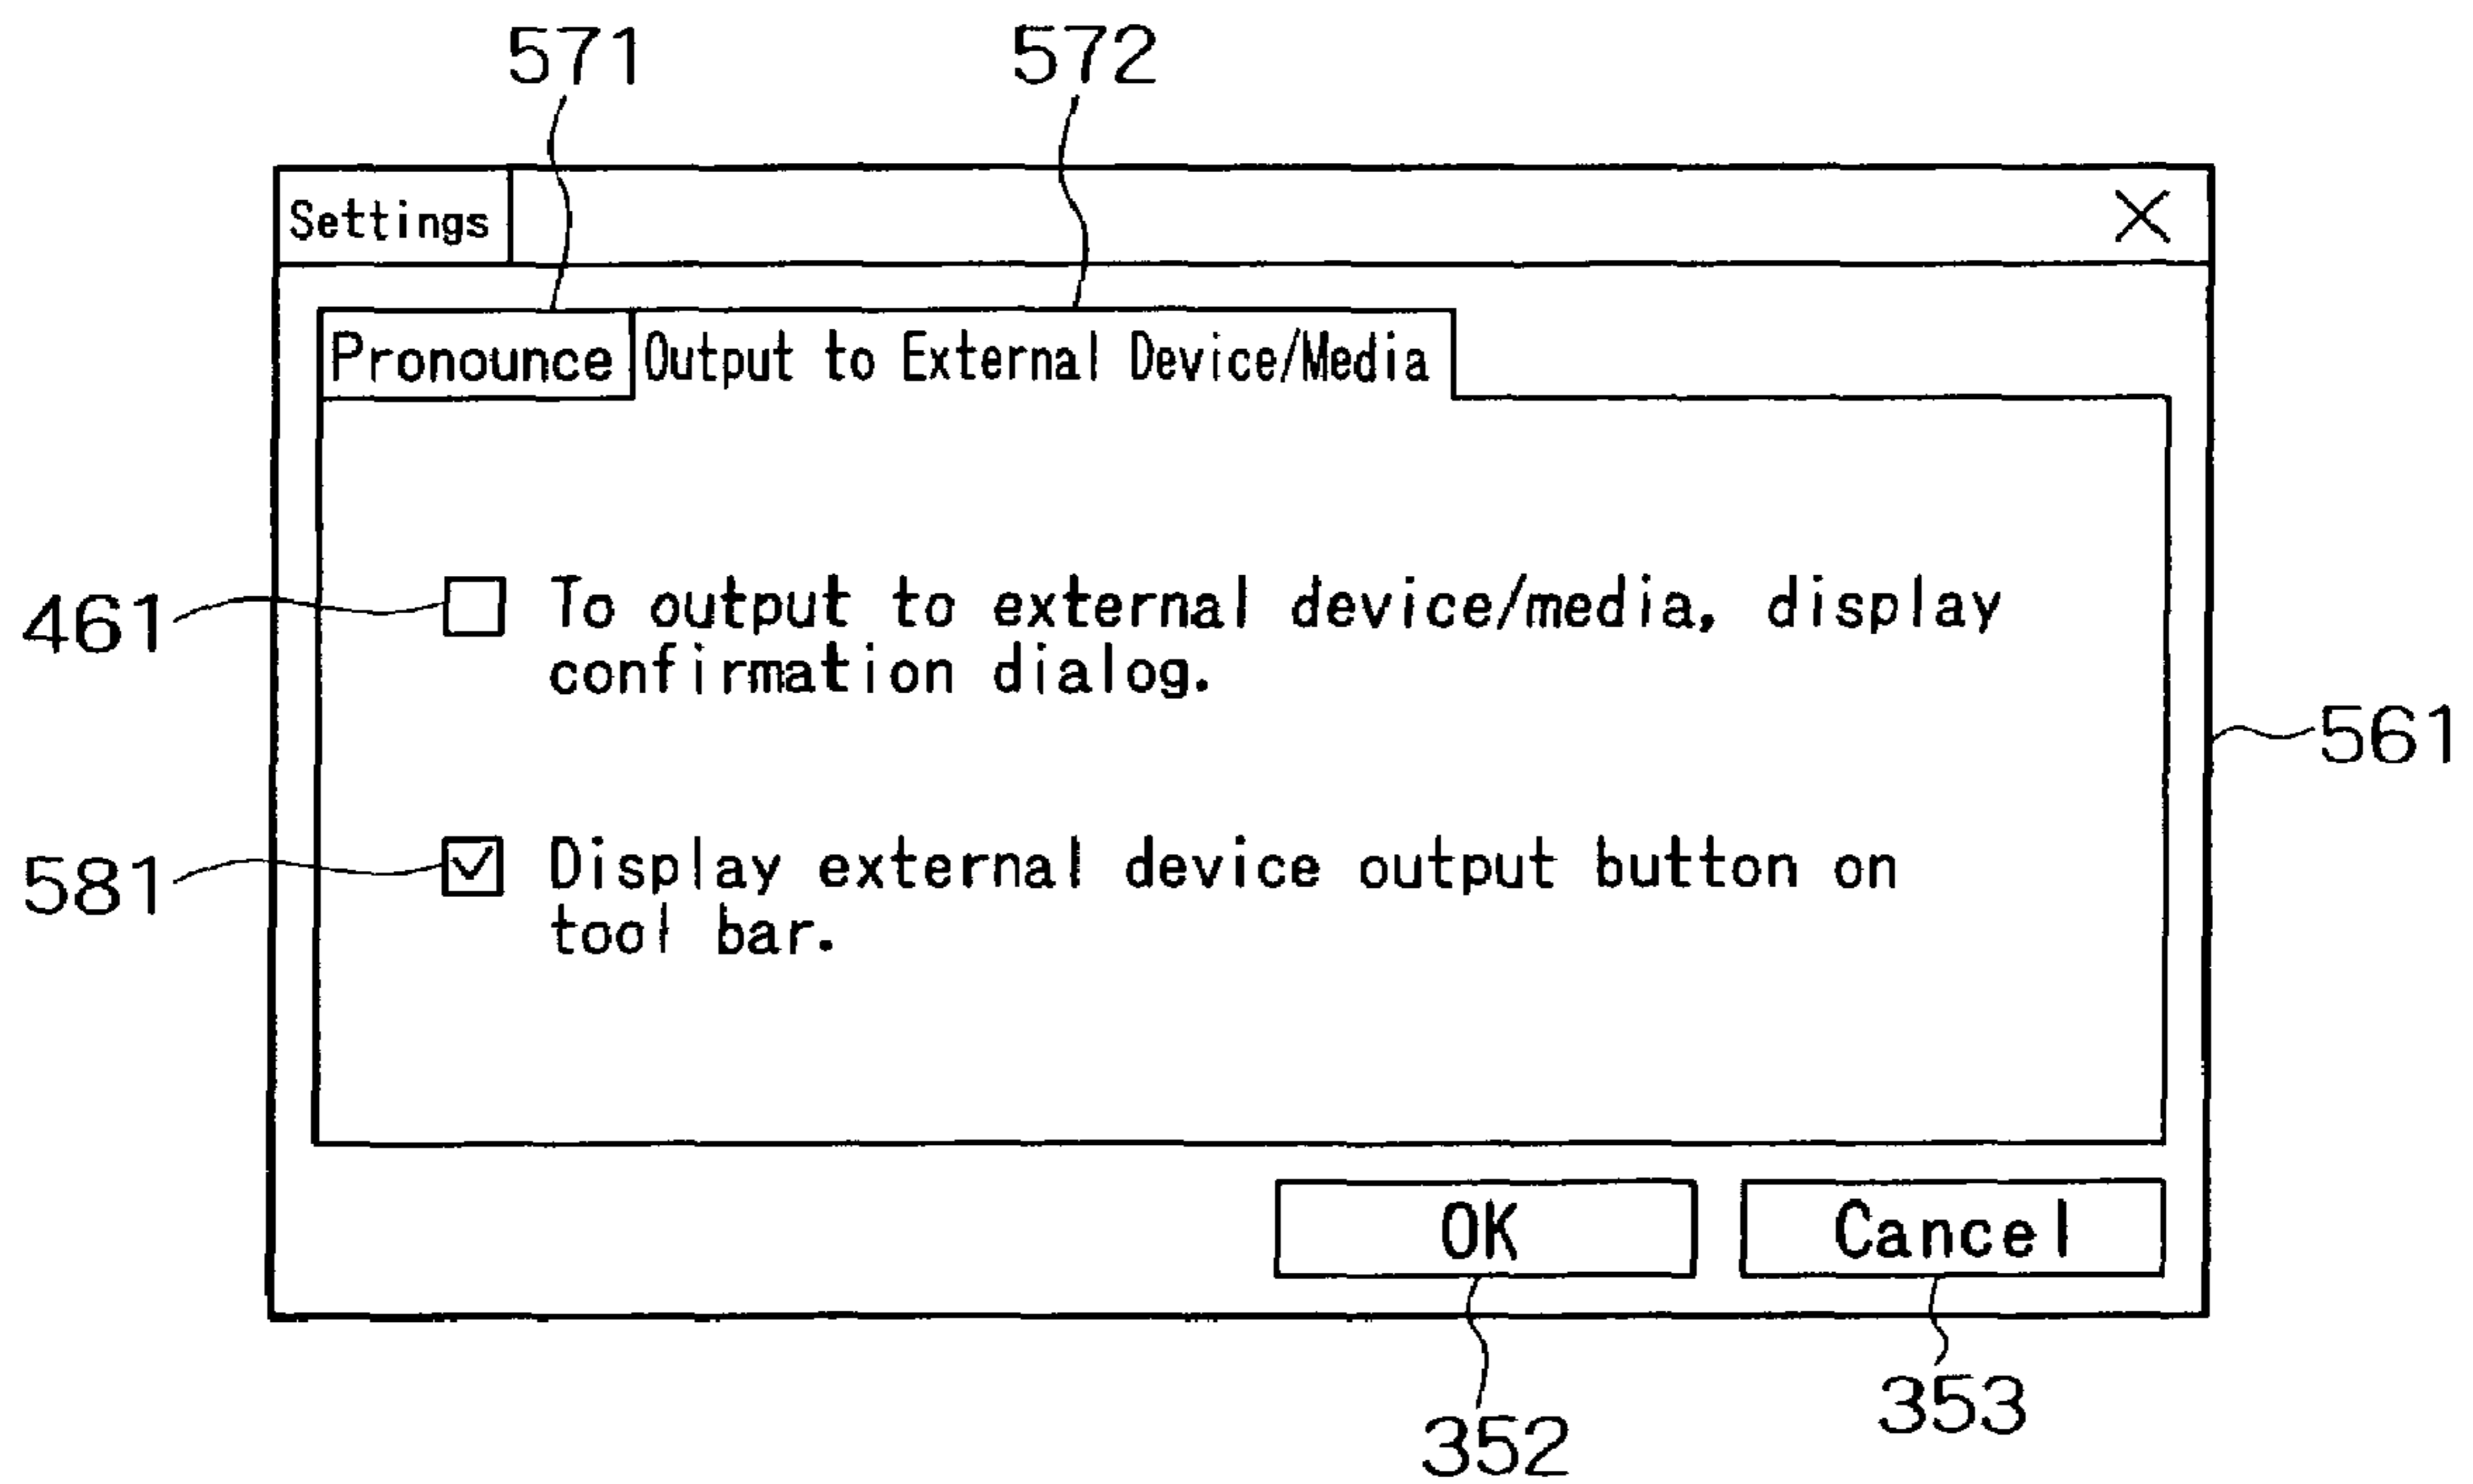 571
572
Settings
Pronounce
Output to External Device/Media
461
To output to external device/media, display
confirmation dialog.
561
581
Display external device output button on
tool bar.
OK
Cancel
352
353